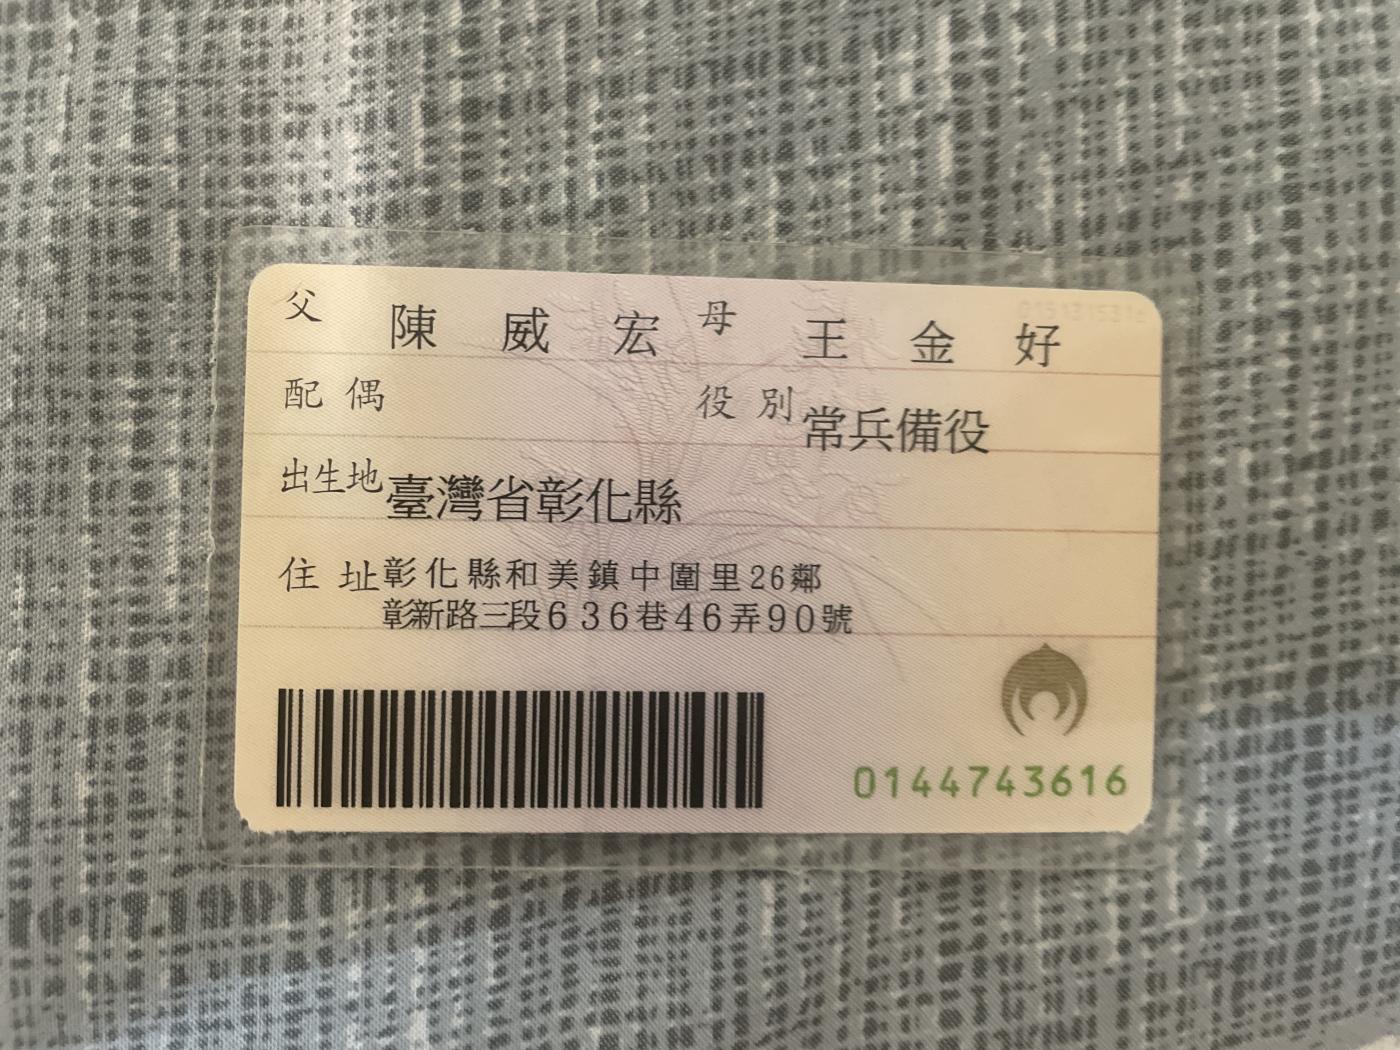 父 陳威宏 母 王金好
配偶 役別 常兵備役
出生地 臺灣省彰化縣
住址 彰化縣和美鎮中圍里26鄰
彰新路三段636巷46弄90號
0144743616